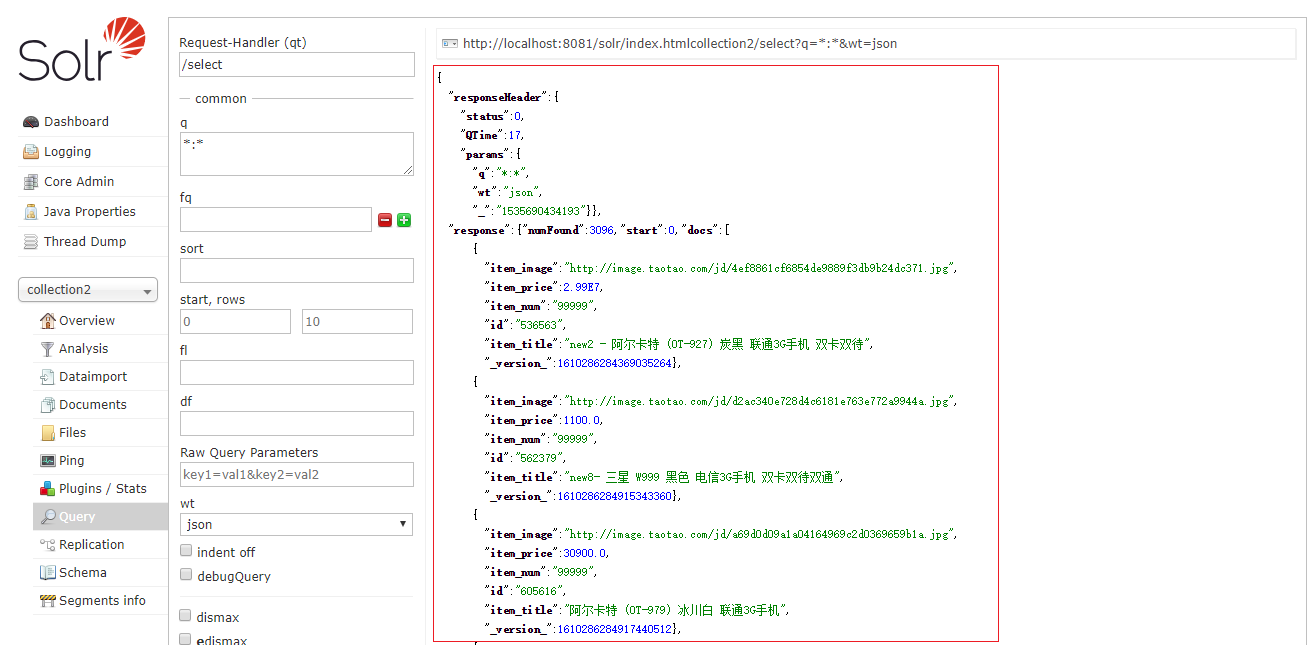 Solr
Dashboard
Logging
Core Admin
Java Properties
Thread Dump
collection2
Overview
Analysis
Dataimport
Documents
Files
Ping
Plugins / Stats
Query
Replication
Schema
Segments info
Request-Handler (qt)
/select
common
q
*:*
fq
sort
start, rows
0 10
fl
df
Raw Query Parameters
key1=val1&key2=val2
wt
json
indent off
debugQuery
dismax
edismax
http://localhost:8081/solr/index.htmlcollection2/select?q=*:*&wt=json
{
"responseHeader":{
"status":0,
"QTime":17,
"params":{
"q":"*:*",
"wt":"json",
"_":"1535690434193"}},
"response":{"numFound":3096,"start":0,"docs":[
{
"item_image":"http://image.taotao.com/jd/4ef8861cf6854de9889f3db9b24dc371.jpg",
"item_price":2.99E7,
"item_num":"99999",
"id":"536563",
"item_title":"new2 - 阿尔卡特 (OT-927) 炭黑 联通3G手机 双卡双待",
"_version_":1610286284369035264},
{
"item_image":"http://image.taotao.com/jd/d2ac340e728d4c6181e763e772a9944a.jpg",
"item_price":1100.0,
"item_num":"99999",
"id":"562379",
"item_title":"new8- 三星 W999 黑色 电信3G手机 双卡双待双通",
"_version_":1610286284915343360},
{
"item_image":"http://image.taotao.com/jd/a69d0d09a1a04164969c2d0369659b1a.jpg",
"item_price":30900.0,
"item_num":"99999",
"id":"605616",
"item_title":"阿尔卡特 (OT-979) 冰川白 联通3G手机",
"_version_":1610286284917440512},